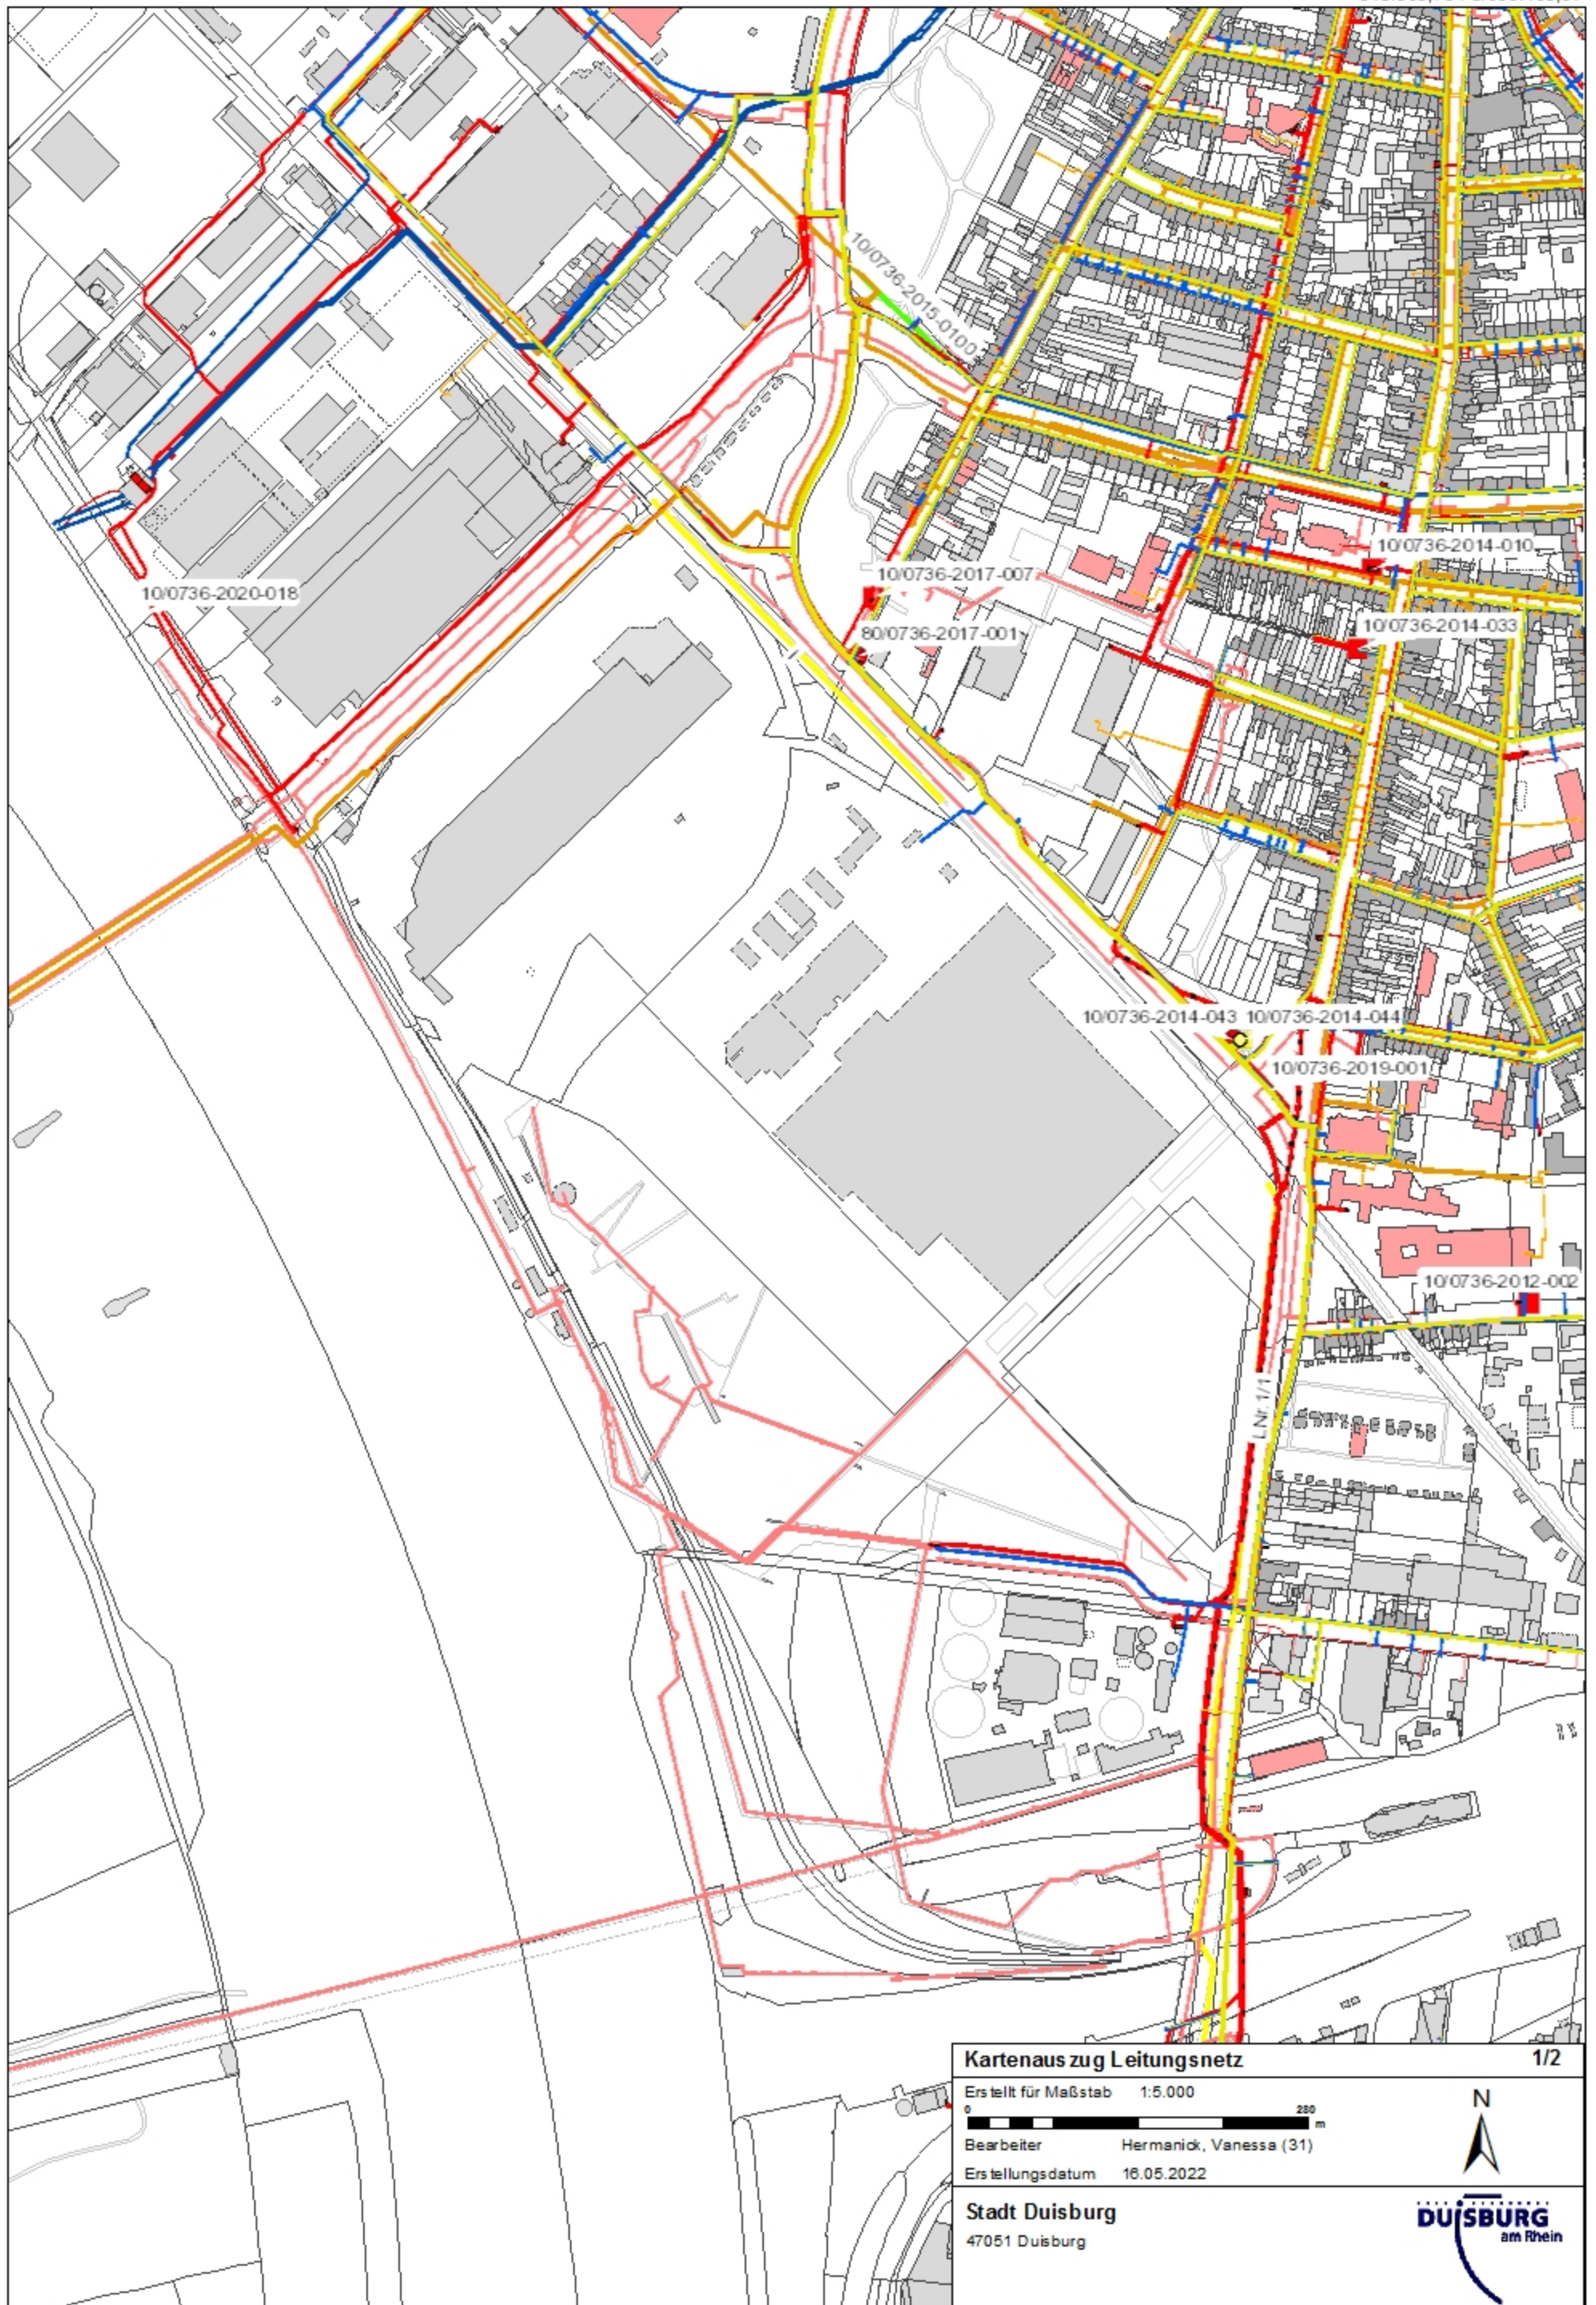 10/0736-2015-0100
10/0736-2014-010
10/0736-2017-007
10/0736-2020-018
10/0736-2014-033
80/0736-2017-001
10/0736-2014-043 10/0736-2014-044
10/0736-2019-001
10/0736-2012-002
LNr. 1/1
Kartenauszug Leitungsnetz 1/2
Erstellt für Maßstab 1:5.000
0 280
m
N
Bearbeiter Hermanick, Vanessa (31)
Erstellungsdatum 16.05.2022
Stadt Duisburg
47051 Duisburg
DUISBURG
am Rhein